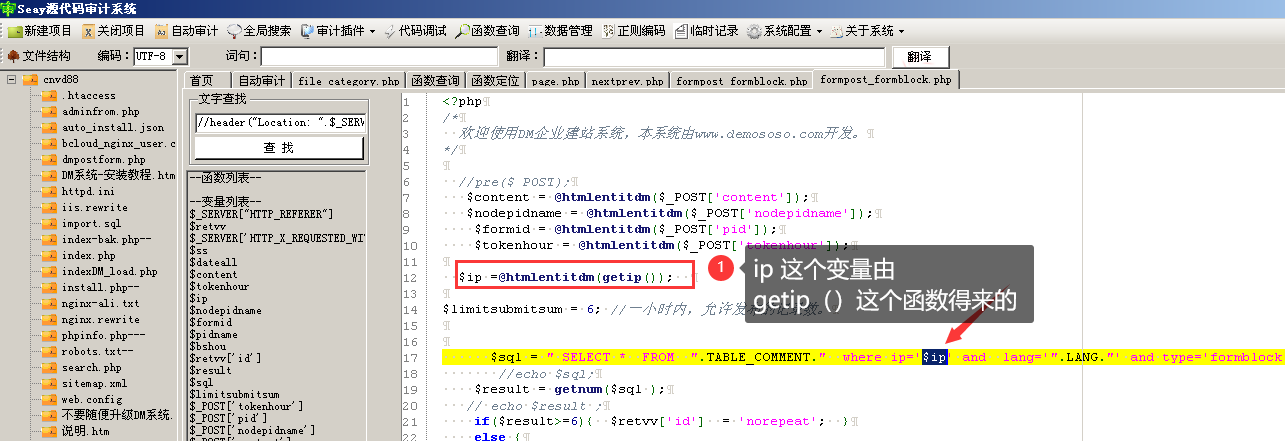 Seay源代码审计系统
新建项目 关闭项目 自动审计 全局搜索 审计插件 代码调试 函数查询 数据管理 正则编码 临时记录 系统配置 关于系统
文件结构 编码: UTF-8 词句: 翻译: 翻译
cnvd88
.htaccess
adminfrom.php
auto_install.json
bcloud_nginx_user.c
dmpostform.php
DM系统-安装教程.htm
httpd.ini
iis.rewrite
import.sql
index-bak.php--
index.php
indexDM_load.php
install.php--
nginx-ali.txt
nginx.rewrite
phpinfo.php---
robots.txt--
search.php
sitemap.xml
web.config
不要随便升级DM系统.
说明.htm
首页 自动审计 file_category.php 函数查询 函数定位 page.php nextprev.php formpost_formblock.php formpost_formblock.php
文字查找
//header("Location: ".$_SERV
查 找
--函数列表--
--变量列表--
$_SERVER["HTTP_REFERER"]
$retvv
$_SERVER['HTTP_X_REQUESTED_WI
$ss
$dateall
$content
$tokenhour
$ip
$nodepidname
$formid
$pidname
$bshou
$retvv['id']
$result
$sql
$limitsubmitsum
$_POST['tokenhour']
$_POST['pid']
$_POST['nodepidname']
1 <?php¶
2 /*¶
3 欢迎使用DM企业建站系统，本系统由www.demososo.com开发。¶
4 */¶
5 ¶
6 //pre($_POST);¶
7 $content = @htmlentitdm($_POST['content']);¶
8 $nodepidname = @htmlentitdm($_POST['nodepidname']);¶
9 $formid = @htmlentitdm($_POST['pid']);¶
10 $tokenhour = @htmlentitdm($_POST['tokenhour']);¶
11 ¶
12 $ip =@htmlentitdm(getip()); ¶
13 ¶
14 $limitsubmitsum = 6; //一小时内，允许发
15 ¶
16 ¶
17 $sql = " SELECT * FROM ".TABLE_COMMENT." where ip='$ip' and lang='".LANG."' and type='formblock
18 //echo $sql;¶
19 $result = getnum($sql );¶
20 // echo $result ;¶
21 if($result>=6){ $retvv['id'] = 'norepeat'; }¶
22 else {¶
1
ip 这个变量由
getip（）这个函数得来的